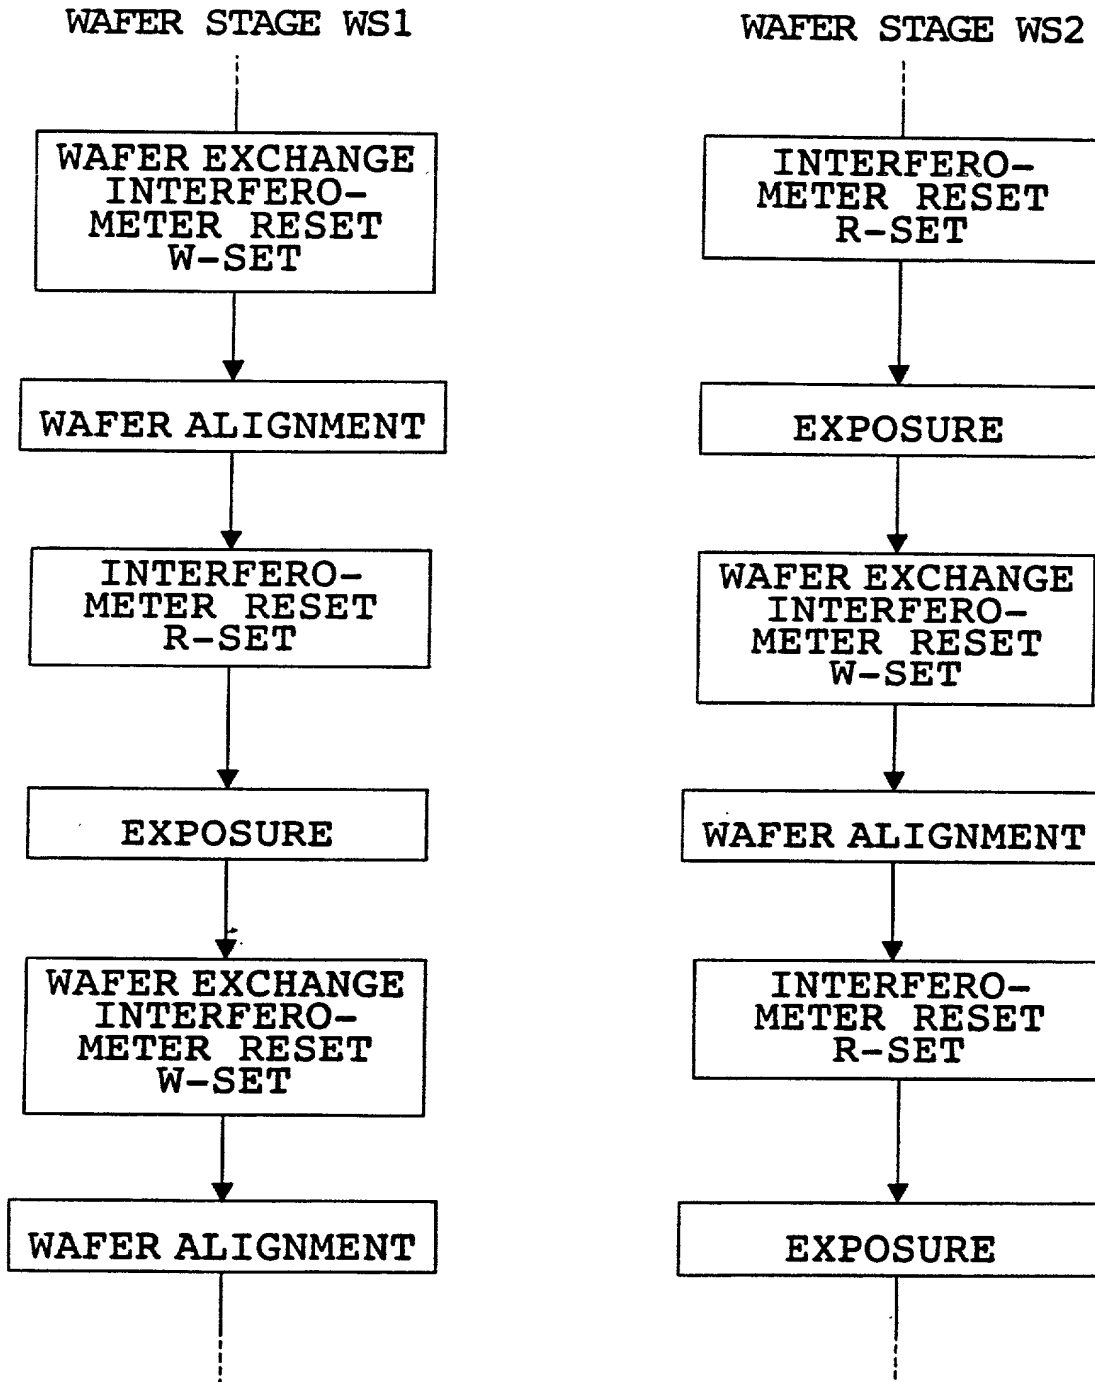 WAFER STAGE WS1
WAFER EXCHANGE
INTERFERO-
METER RESET
W-SET
WAFER ALIGNMENT
INTERFERO-
METER RESET
R-SET
EXPOSURE
WAFER EXCHANGE
INTERFERO-
METER RESET
W-SET
WAFER ALIGNMENT
WAFER STAGE WS2
INTERFERO-
METER RESET
R-SET
EXPOSURE
WAFER EXCHANGE
INTERFERO-
METER RESET
W-SET
WAFER ALIGNMENT
INTERFERO-
METER RESET
R-SET
EXPOSURE